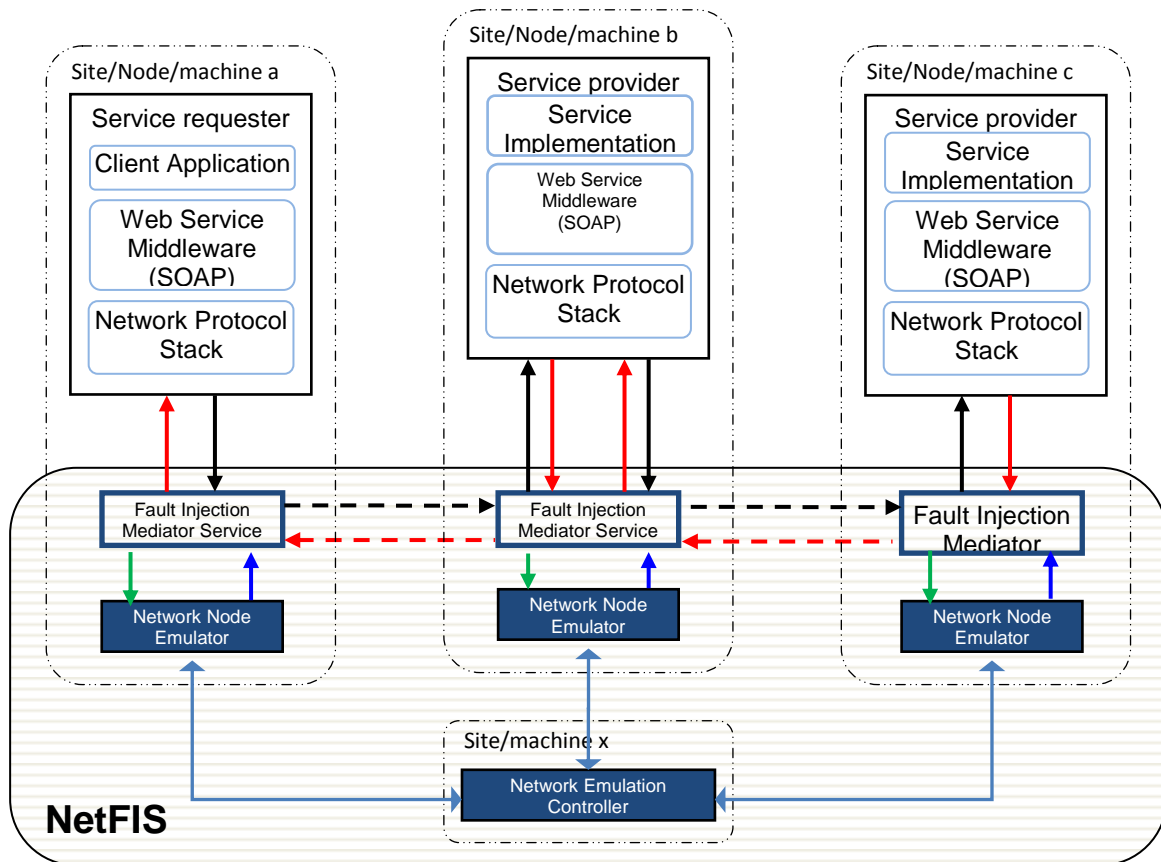 Site/Node/machine a
Service requester
Client Application
Web Service
Middleware
(SOAP)
Network Protocol
Stack
Site/Node/machine b
Service provider
Service
Implementation
Web Service
Middleware
(SOAP)
Network Protocol
Stack
Site/Node/machine c
Service provider
Service
Implementation
Web Service
Middleware
(SOAP)
Network Protocol
Stack
Fault Injection
Mediator Service
Fault Injection
Mediator Service
Fault Injection
Mediator
Network Node
Emulator
Network Node
Emulator
Network Node
Emulator
Site/machine x
Network Emulation
Controller
NetFIS